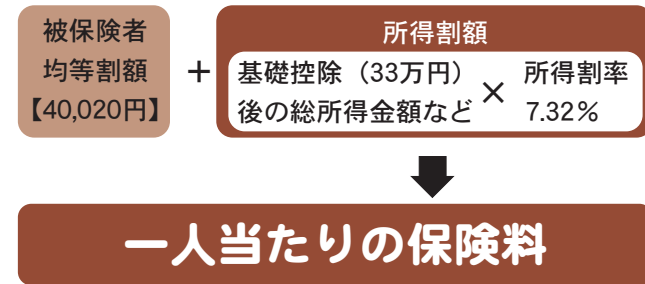 被保険者
均等割額
【40,020円】
+
所得割額
基礎控除（33万円）
後の総所得金額など
×
所得割率
7.32％
一人当たりの保険料